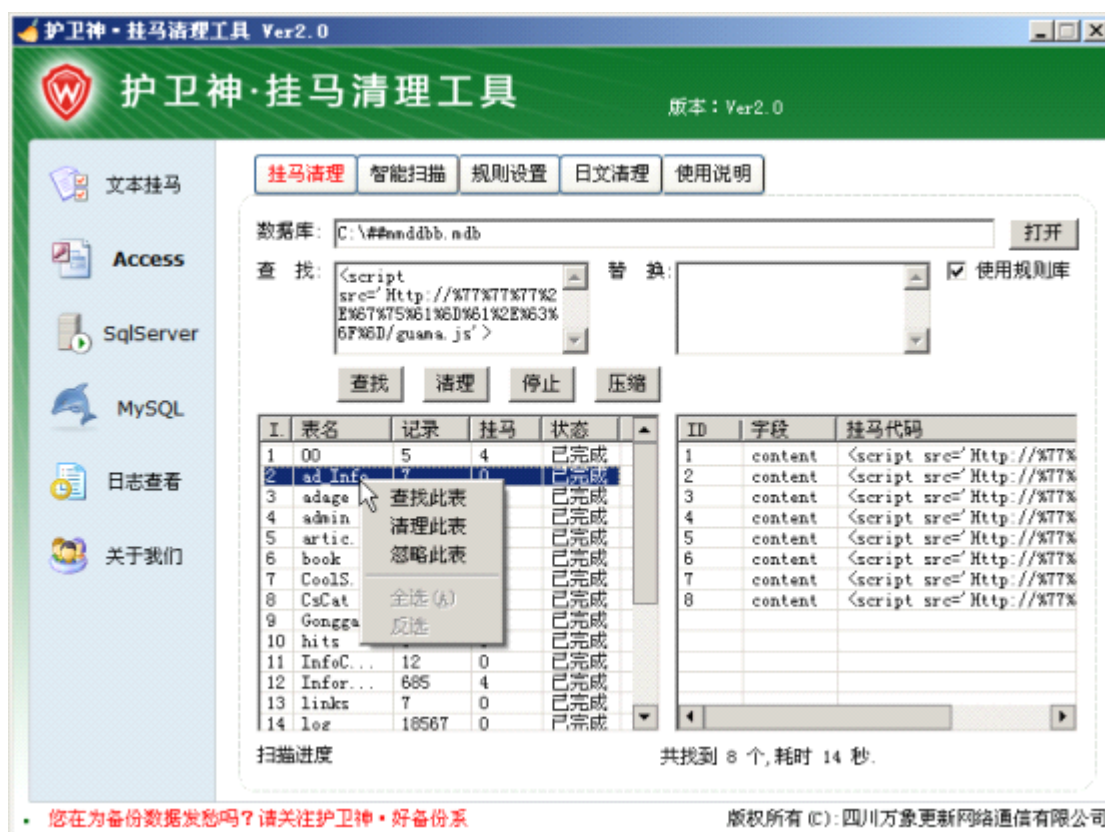 护卫神·挂马清理工具 Ver2.0
护卫神·挂马清理工具
版本：Ver2.0
文本挂马
Access
SqlServer
MySQL
日志查看
关于我们
挂马清理 智能扫描 规则设置 日文清理 使用说明
数据库: C:\##mmddbb.mdb 打开
查 找: <script
src='Http://%77%77%77%2
E%67%75%61%6D%61%2E%63%
6F%6D/guama.js'>
替 换: 使用规则库
查找 清理 停止 压缩
I. 表名 记录 挂马 状态
1 00 5 4 已完成
2 ad_Info 7 0 已完成
3 adage 已完成
4 admin 已完成
5 artic. 已完成
6 book 已完成
7 CoolS. 已完成
8 CsCat 已完成
9 Gongga 已完成
10 hits 已完成
11 InfoC... 12 0 已完成
12 Infor... 685 4 已完成
13 links 7 0 已完成
14 log 18567 0 已完成
查找此表
清理此表
忽略此表
全选(A)
反选
ID 字段 挂马代码
1 content <script src='Http://%77%
2 content <script src='Http://%77%
3 content <script src='Http://%77%
4 content <script src='Http://%77%
5 content <script src='Http://%77%
6 content <script src='Http://%77%
7 content <script src='Http://%77%
8 content <script src='Http://%77%
扫描进度 共找到 8 个,耗时 14 秒.
您在为备份数据发愁吗？请关注护卫神·好备份系
版权所有(C):四川万象更新网络通信有限公司